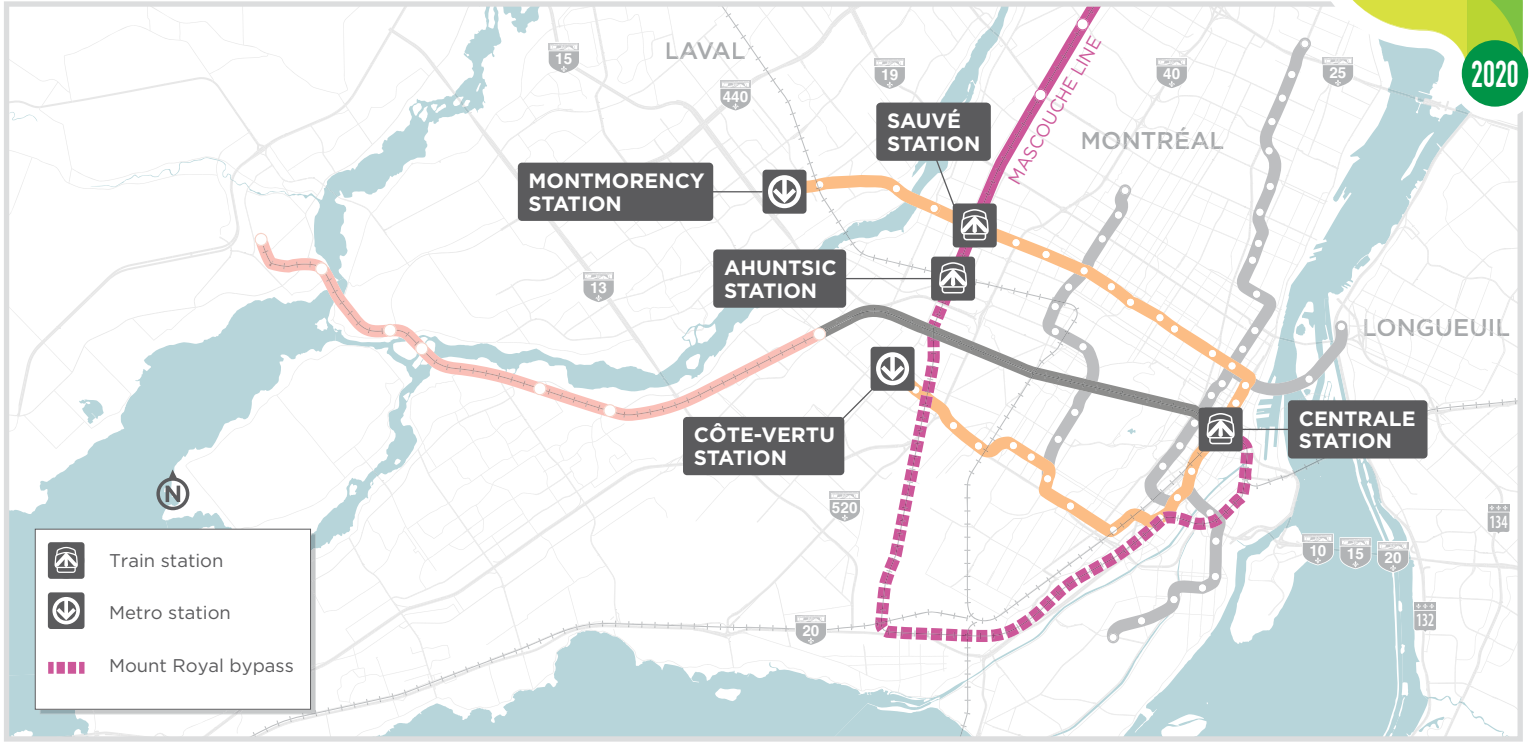 2020
LAVAL
15
440
19
40
25
MASCOUCHE LINE
MONTRÉAL
SAUVÉ
STATION
MONTMORENCY
STATION
AHUNTSIC
STATION
13
LONGUEUIL
CÔTE-VERTU
STATION
CENTRALE
STATION
520
N
134
10
15
20
132
20
Train station
Metro station
Mount Royal bypass